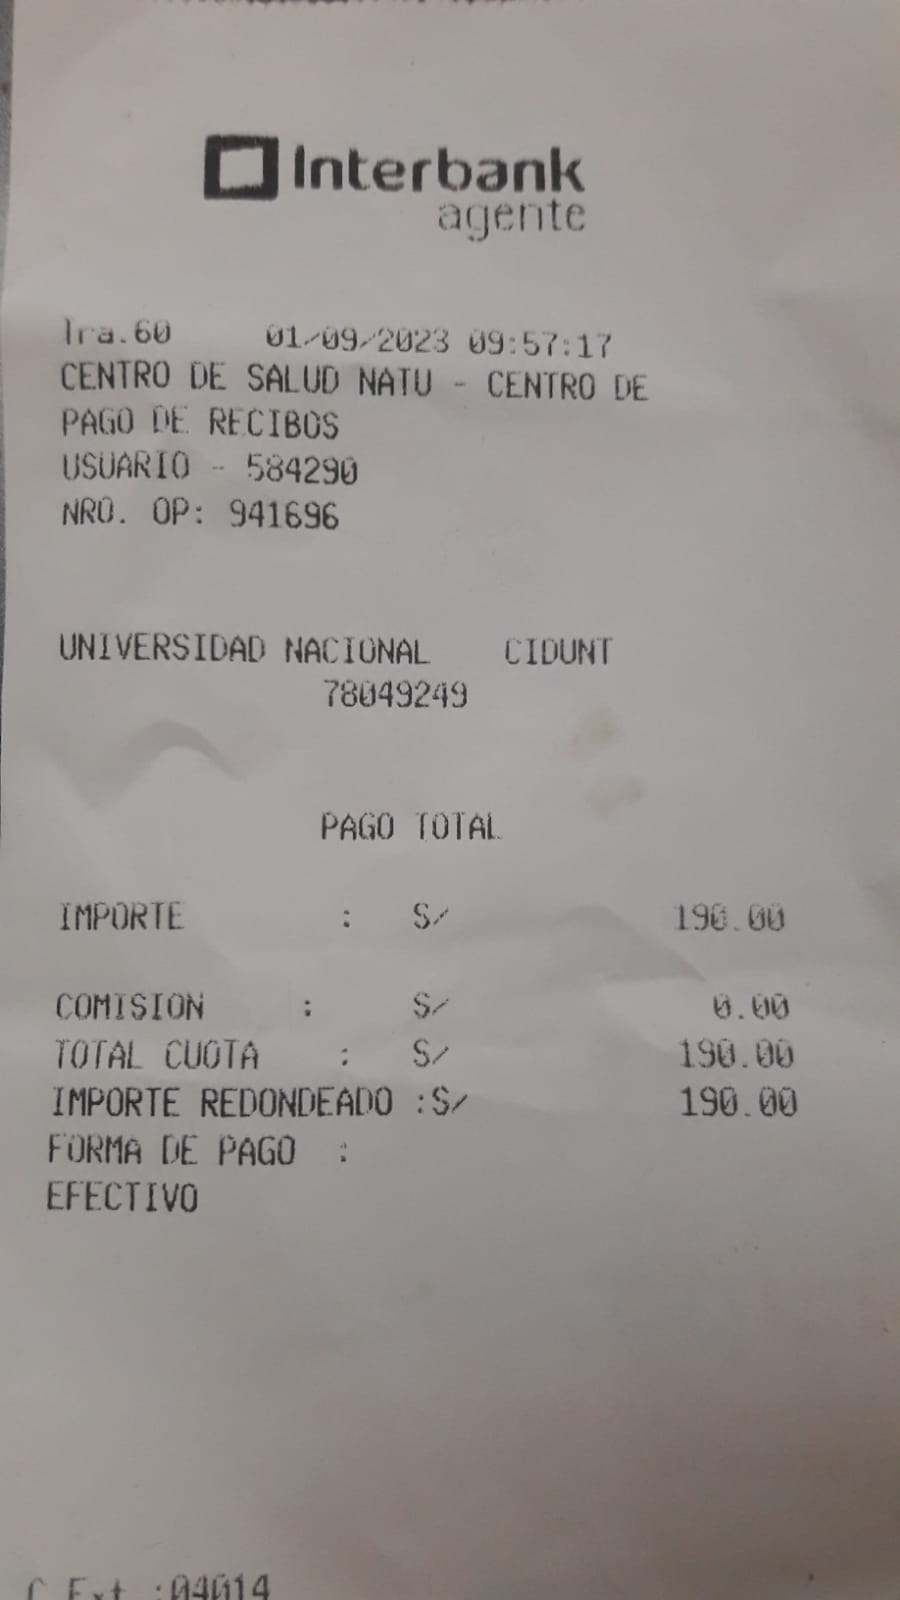 Interbank
agente
Tra.60 01/09/2023 09:57:17
CENTRO DE SALUD NATU - CENTRO DE
PAGO DE RECIBOS
USUARIO - 584290
NRO. OP: 941696
UNIVERSIDAD NACIONAL CIDUNT
78049249
PAGO TOTAL
IMPORTE : S/ 190.00
COMISION : S/ 0.00
TOTAL CUOTA : S/ 190.00
IMPORTE REDONDEADO :S/ 190.00
FORMA DE PAGO :
EFECTIVO
C Ext :04014